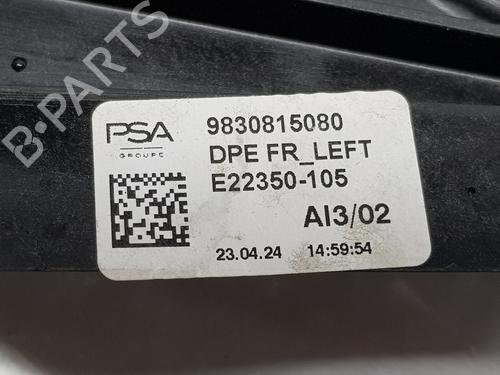 B-PARTS
PSA
GROUPE
9830815080
DPE FR_LEFT
E22350-105
AI3/02
23.04.24 14:59:54